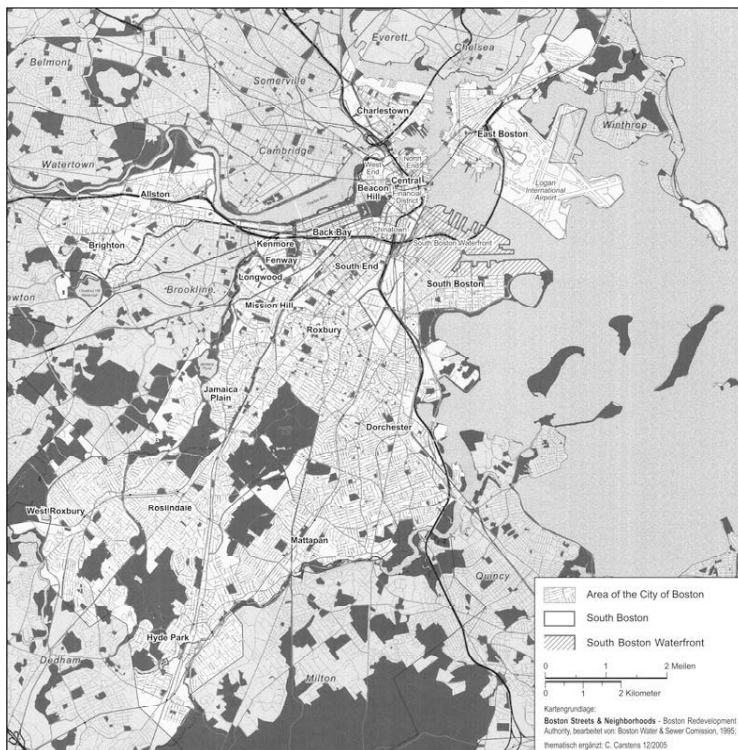 Everett
Chelsea
Belmont
Somerville
Charlestown
Winthrop
East Boston
Cambridge
North
End
Watertown
West
End
Central
Logan
International
Airport
Beacon
Hill
Financial
District
Allston
Back Bay
Chinatown
Brighton
Kenmore
South Boston Waterfront
Fenway
South End
Longwood
South Boston
Brookline
ewton
Mission Hill
Roxbury
Jamaica
Plain
Dorchester
West Roxbury
Roslindale
Mattapan
Quincy
Hyde Park
Dedham
Milton
Area of the City of Boston
South Boston
South Boston Waterfront
0 1 2 Meilen
0 1 2 Kilometer
Kartengrundlage:
Boston Streets & Neighborhoods - Boston Redevelopment
Authority, bearbeitet von: Boston Water & Sewer Comission, 1995;
thematisch ergänzt: C. Carstens 12/2005